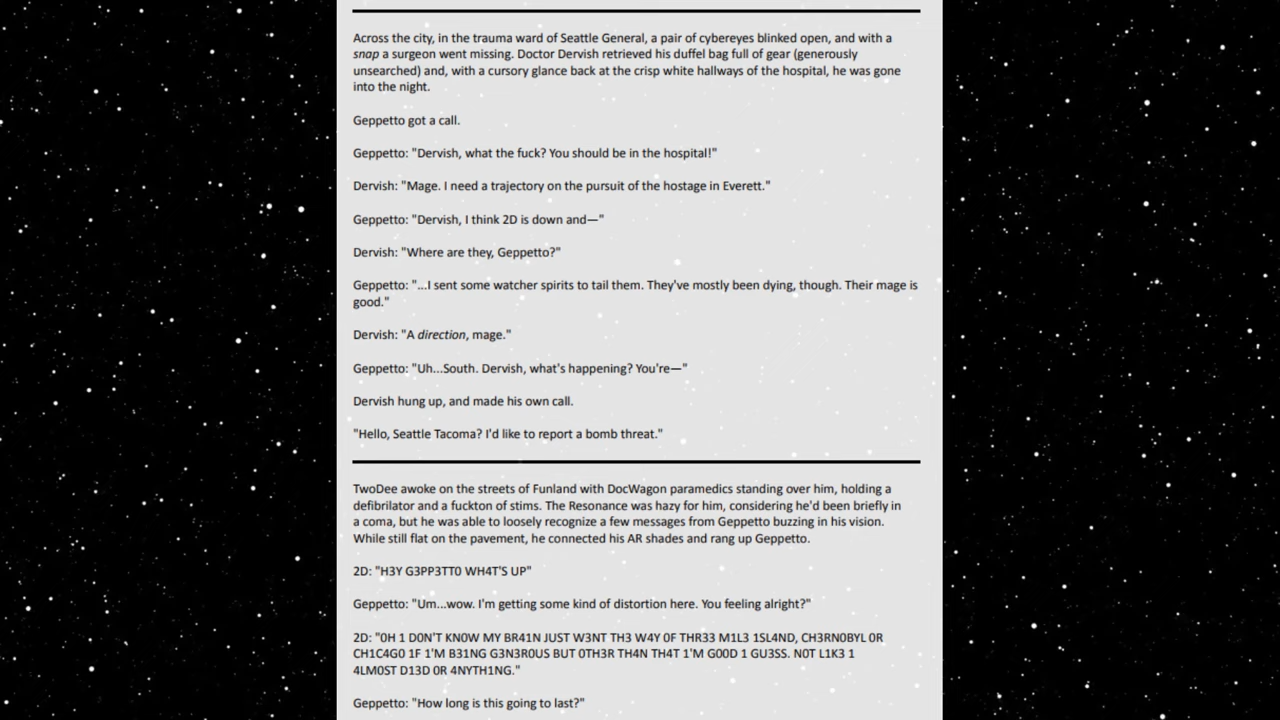 Across the city, in the trauma ward of Seattle General, a pair of cybereyes blinked open, and with a
snap a surgeon went missing. Doctor Dervish retrieved his duffel bag full of gear (generously
unsearched) and, with a cursory glance back at the crisp white hallways of the hospital, he was gone
into the night.
Geppetto got a call.
Geppetto: "Dervish, what the fuck? You should be in the hospital!"
Dervish: "Mage. I need a trajectory on the pursuit of the hostage in Everett."
Geppetto: "Dervish, I think 2D is down and—"
Dervish: "Where are they, Geppetto?"
Geppetto: "...I sent some watcher spirits to tail them. They've mostly been dying, though. Their mage is
good."
Dervish: "A direction, mage."
Geppetto: "Uh...South. Dervish, what's happening? You're—"
Dervish hung up, and made his own call.
"Hello, Seattle Tacoma? I'd like to report a bomb threat."
TwoDee awoke on the streets of Funland with DocWagon paramedics standing over him, holding a
defibrilator and a fuckton of stims. The Resonance was hazy for him, considering he'd been briefly in
a coma, but he was able to loosely recognize a few messages from Geppetto buzzing in his vision.
While still flat on the pavement, he connected his AR shades and rang up Geppetto.
2D: "H3Y G3PP3TT0 WH4T'S UP"
Geppetto: "Um...wow. I'm getting some kind of distortion here. You feeling alright?"
2D: "0H 1 D0N'T KN0W MY BR41N JUST W3NT TH3 W4Y 0F THR33 M1L3 1SL4ND, CH3RN0BYL 0R
CH1C4G0 1F 1'M B31NG G3N3R0US BUT 0TH3R TH4N TH4T 1'M G00D 1 GU3SS. N0T L1K3 1
4LM0ST D13D 0R 4NYTH1NG."
Geppetto: "How long is this going to last?"